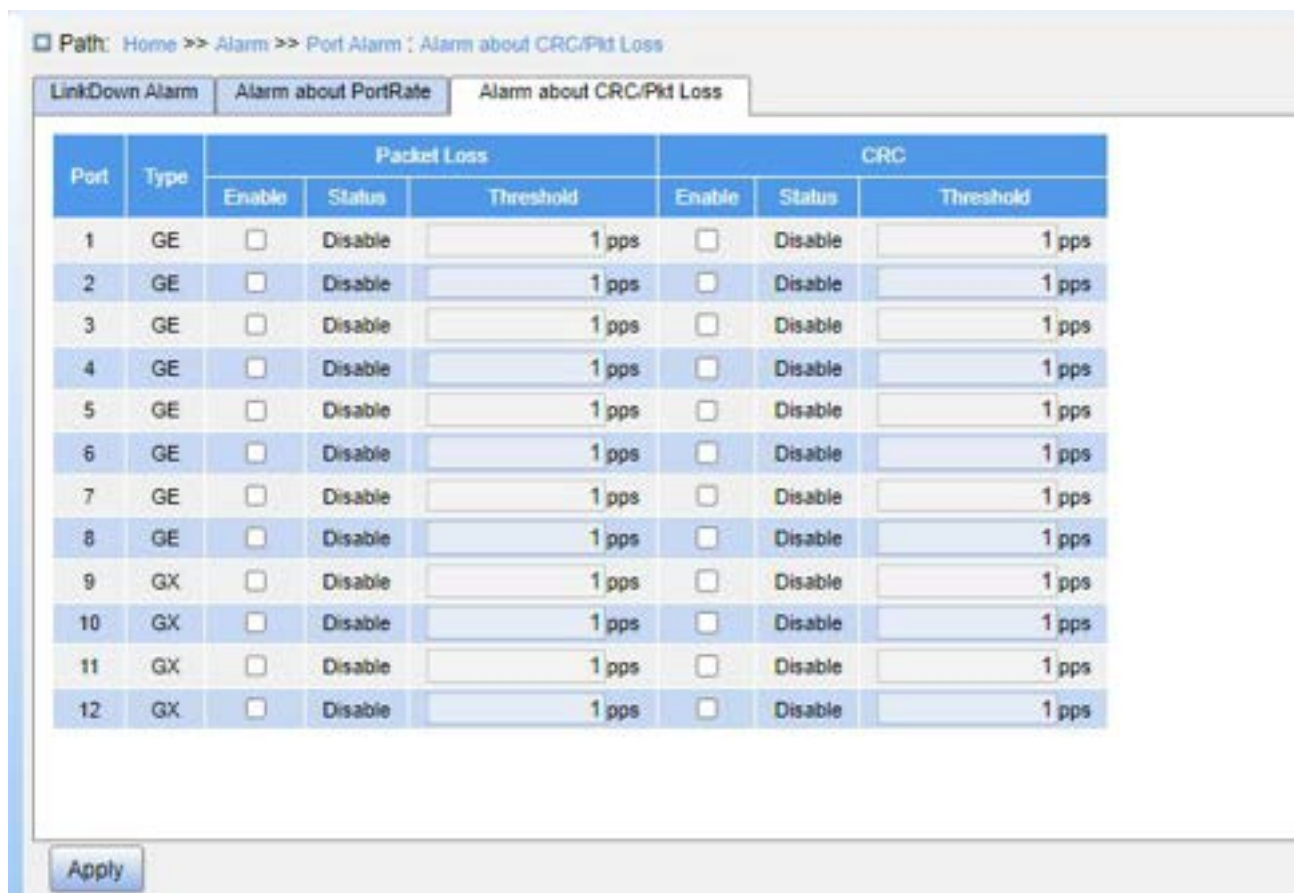 Path: Home >> Alarm >> Port Alarm : Alarm about CRC/Pkt Loss
LinkDown Alarm Alarm about PortRate Alarm about CRC/Pkt Loss
Port Type Packet Loss CRC
Enable Status Threshold Enable Status Threshold
1 GE Disable 1 pps Disable 1 pps
2 GE Disable 1 pps Disable 1 pps
3 GE Disable 1 pps Disable 1 pps
4 GE Disable 1 pps Disable 1 pps
5 GE Disable 1 pps Disable 1 pps
6 GE Disable 1 pps Disable 1 pps
7 GE Disable 1 pps Disable 1 pps
8 GE Disable 1 pps Disable 1 pps
9 GX Disable 1 pps Disable 1 pps
10 GX Disable 1 pps Disable 1 pps
11 GX Disable 1 pps Disable 1 pps
12 GX Disable 1 pps Disable 1 pps
Apply